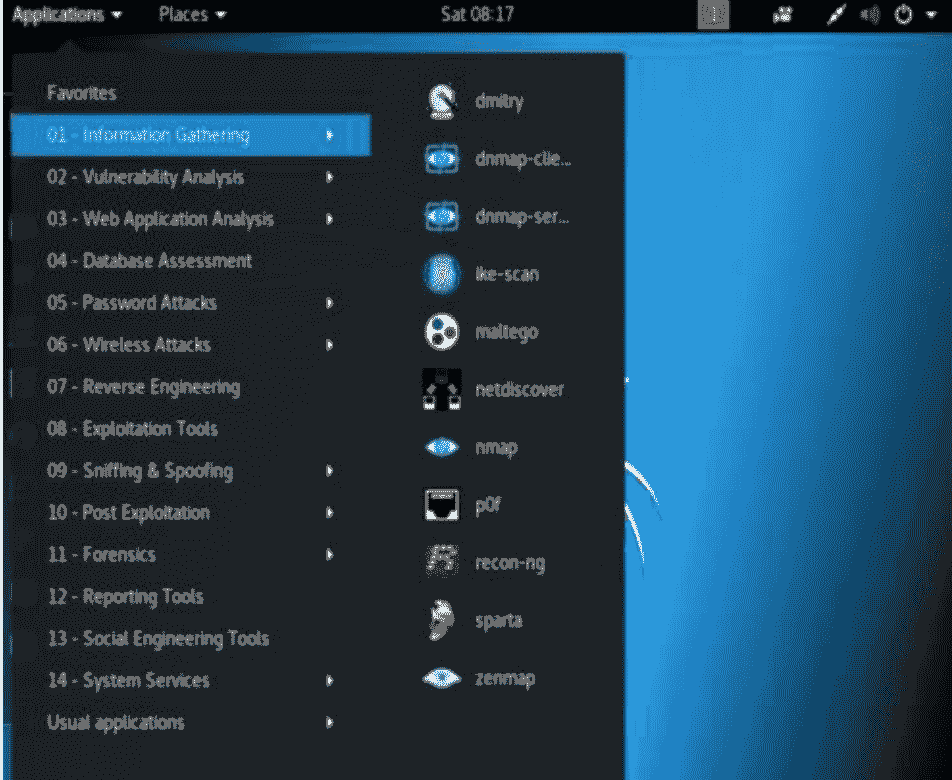 Applications Places Sat 08:17 1
Favorites
01 - Information Gathering
02 - Vulnerability Analysis
03 - Web Application Analysis
04 - Database Assessment
05 - Password Attacks
06 - Wireless Attacks
07 - Reverse Engineering
08 - Exploitation Tools
09 - Sniffing & Spoofing
10 - Post Exploitation
11 - Forensics
12 - Reporting Tools
13 - Social Engineering Tools
14 - System Services
Usual applications
dmitry
dnmap-clie...
dnmap-ser...
ike-scan
maltego
netdiscover
nmap
p0f
recon-ng
sparta
zenmap